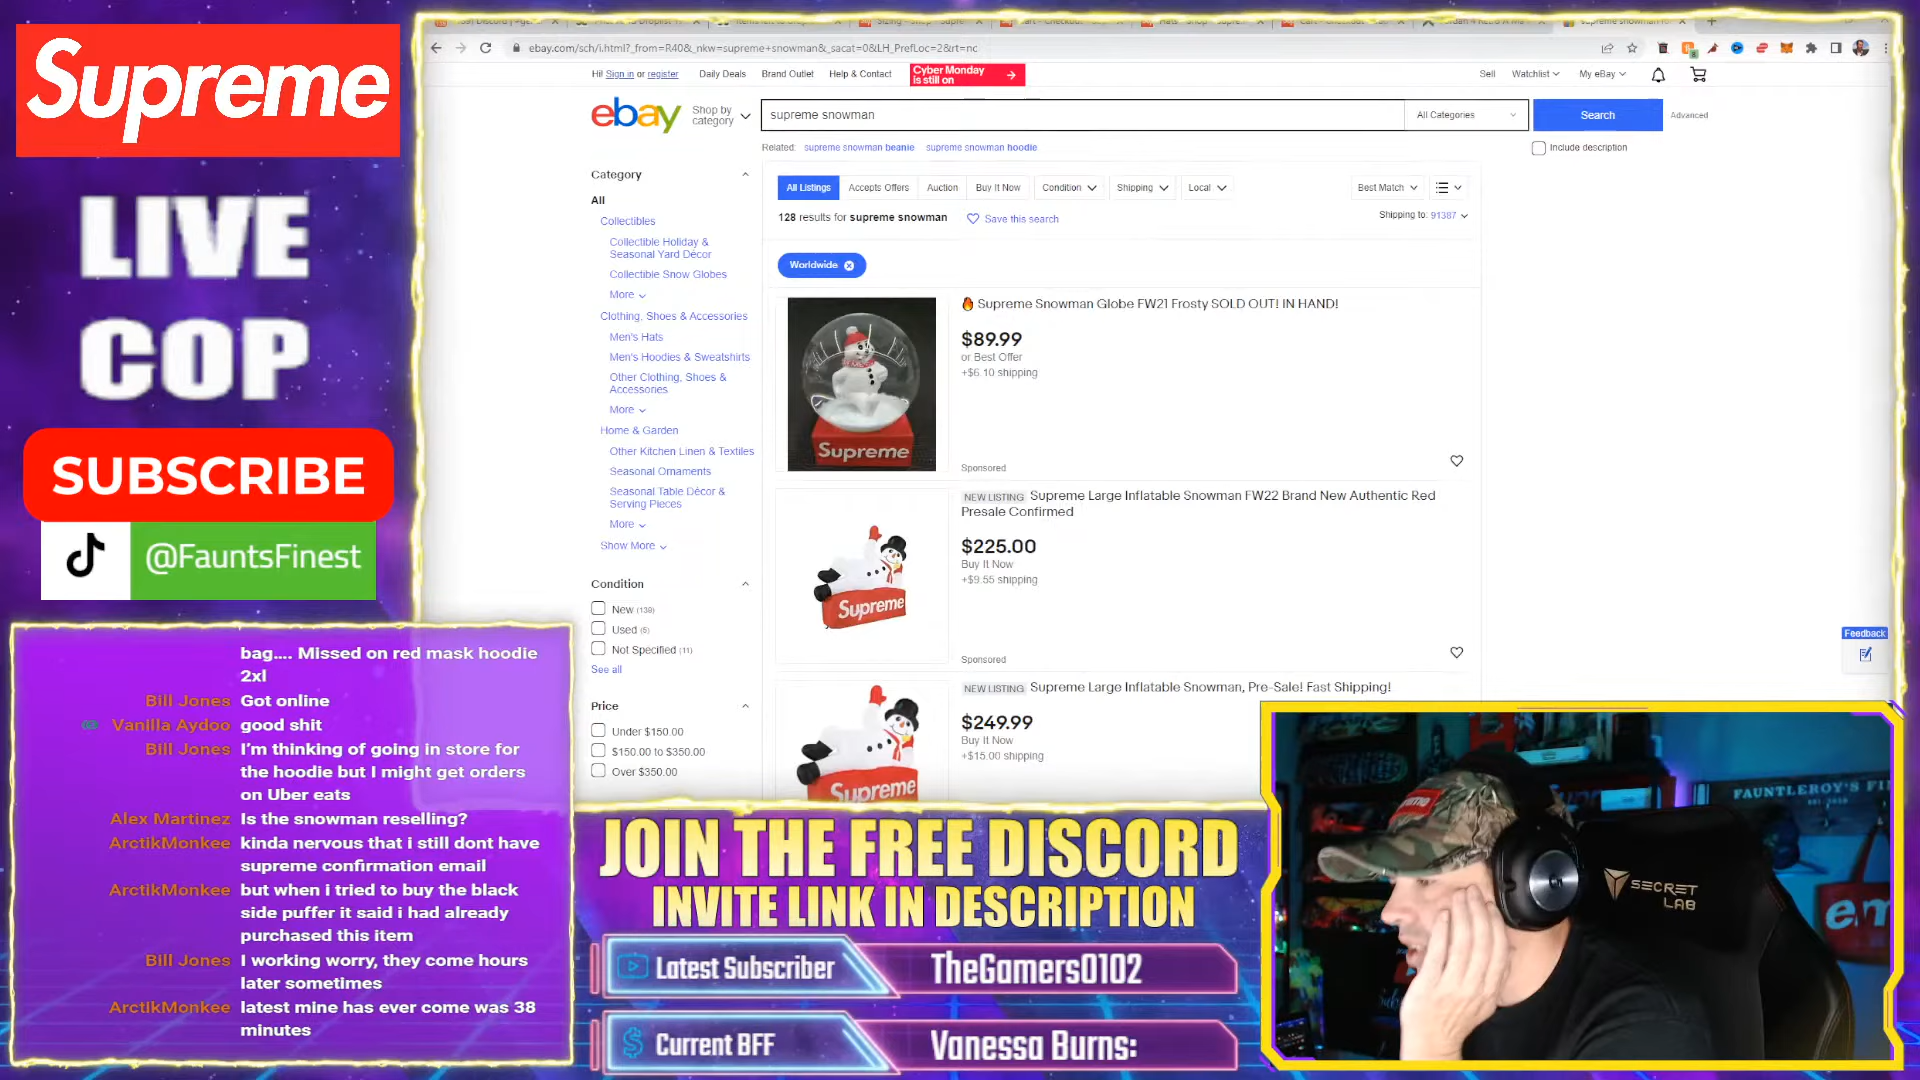 Supreme
LIVE
COP
SUBSCRIBE
@FauntsFinest
bag.... Missed on red mask hoodie
2xl
Bill Jones Got online
Vanilla Aydoo good shit
Bill Jones I'm thinking of going in store for
the hoodie but I might get orders
on Uber eats
Alex Martinez Is the snowman reselling?
ArctikMonkee kinda nervous that i still dont have
supreme confirmation email
ArctikMonkee but when i tried to buy the black
side puffer it said i had already
purchased this item
Bill Jones I working worry, they come hours
later sometimes
ArctikMonkee latest mine has ever come was 38
minutes
ebay.com/sch/i.html?_from=R40&_nkw=supreme+snowman&_sacat=0&LH_PrefLoc=2&rt=nc
Hi! Sign in or register Daily Deals Brand Outlet Help & Contact Cyber Monday
is still on
Sell Watchlist My eBay
ebay Shop by
category
supreme snowman All Categories Search Advanced
Related: supreme snowman beanie supreme snowman hoodie Include description
Category
All
Collectibles
Collectible Holiday &
Seasonal Yard Décor
Collectible Snow Globes
More
Clothing, Shoes & Accessories
Men's Hats
Men's Hoodies & Sweatshirts
Other Clothing, Shoes &
Accessories
More
Home & Garden
Other Kitchen Linen & Textiles
Seasonal Ornaments
Seasonal Table Décor &
Serving Pieces
More
Show More
Condition
New (139)
Used (5)
Not Specified (11)
See all
Price
Under $150.00
$150.00 to $350.00
Over $350.00
All Listings Accepts Offers Auction Buy It Now Condition Shipping Local Best Match
128 results for supreme snowman Save this search Shipping to: 91387
Worldwide
Supreme Snowman Globe FW21 Frosty SOLD OUT! IN HAND!
$89.99
or Best Offer
+$6.10 shipping
Supreme
Sponsored
NEW LISTING Supreme Large Inflatable Snowman FW22 Brand New Authentic Red
Presale Confirmed
$225.00
Buy It Now
+$9.55 shipping
Supreme
Sponsored
NEW LISTING Supreme Large Inflatable Snowman, Pre-Sale! Fast Shipping!
$249.99
Buy It Now
+$15.00 shipping
Supreme
Feedback
JOIN THE FREE DISCORD
INVITE LINK IN DESCRIPTION
Latest Subscriber TheGamers0102
Current BFF Vanessa Burns:
FAUNTLEROY'S
SECRET
LAB